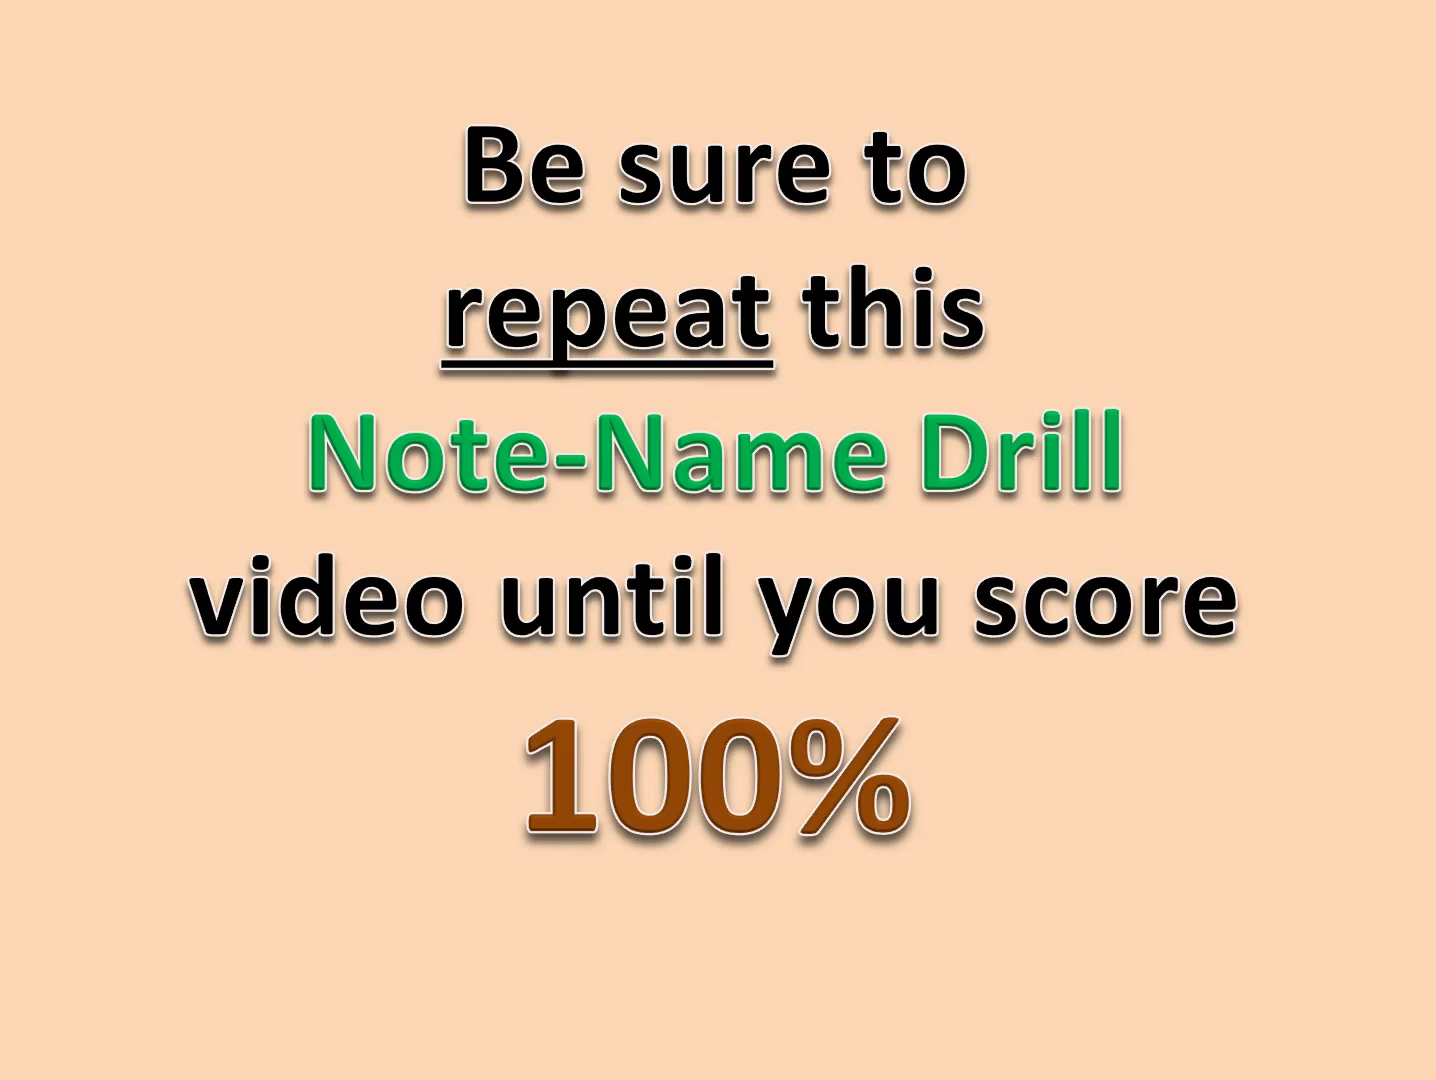 Be sure to
repeat this
Note-Name Drill
video until you score
100%